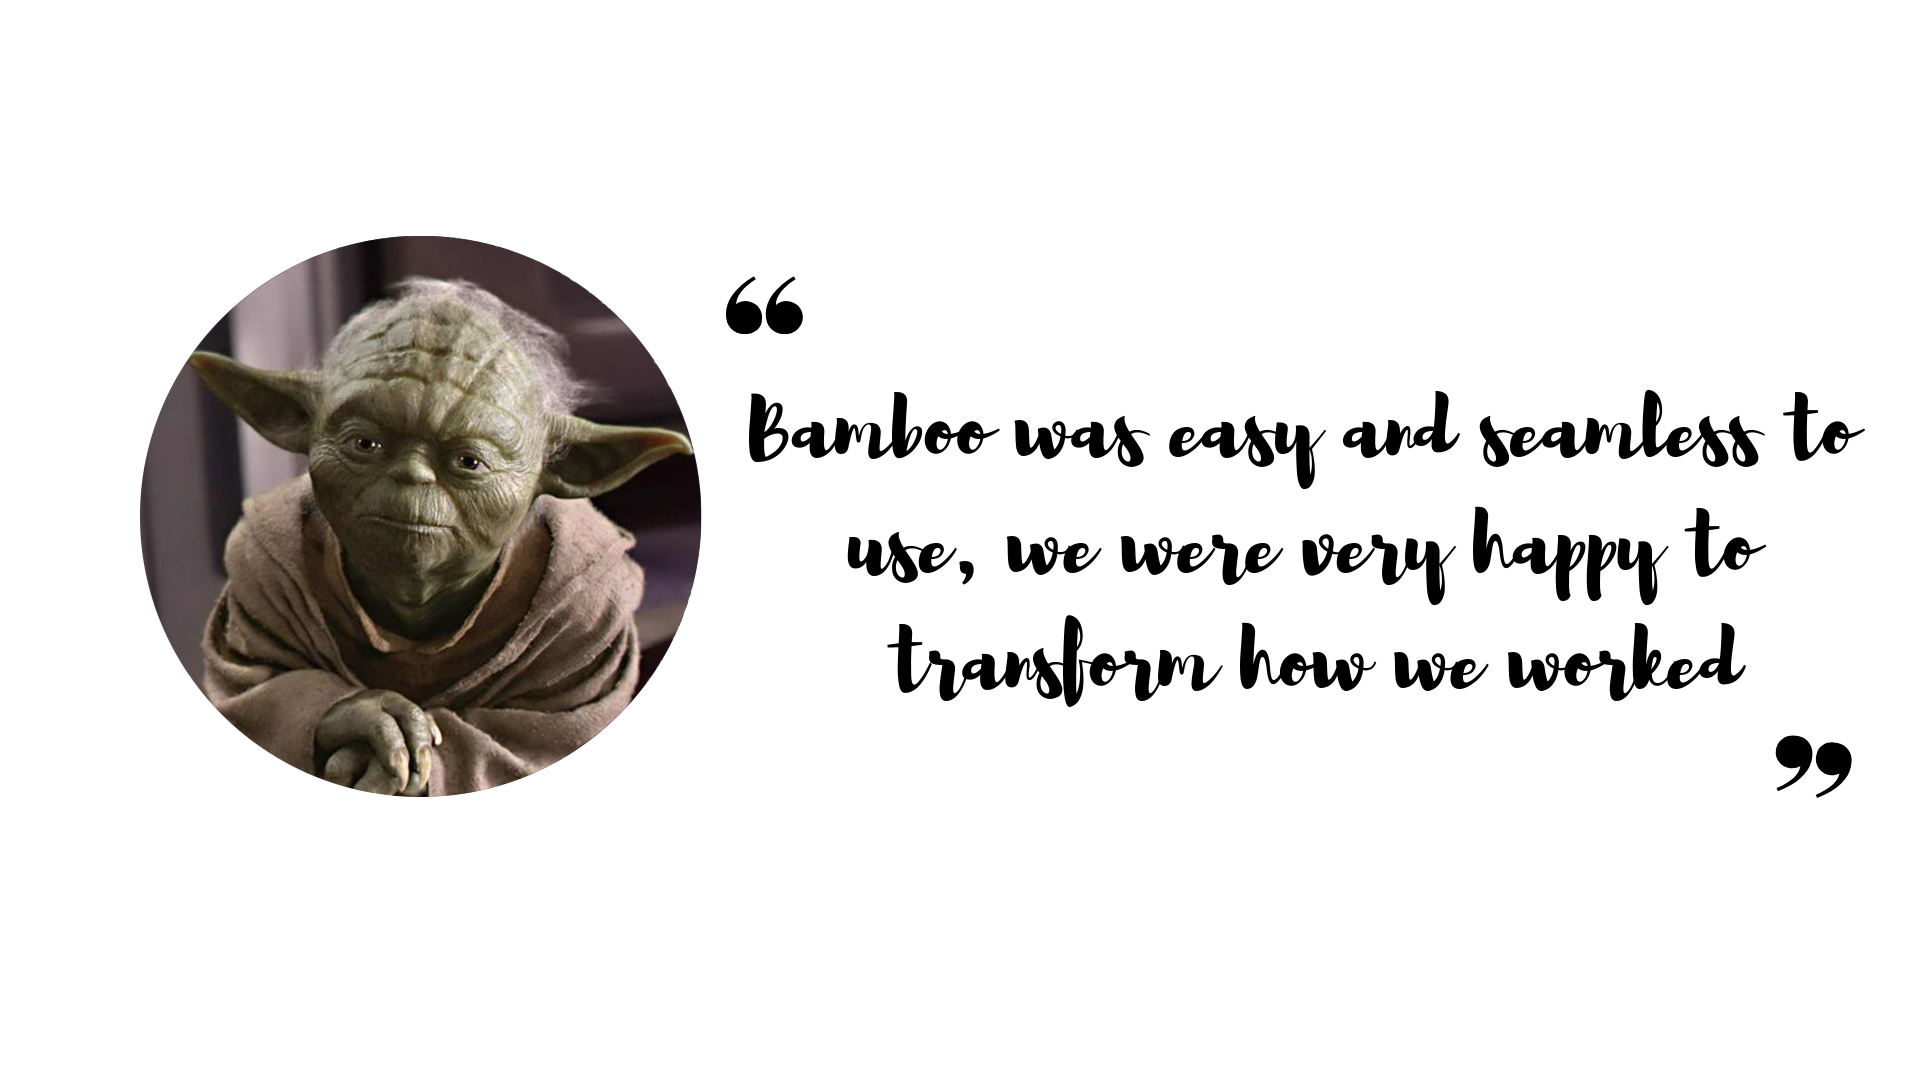 “
Bamboo was easy and seamless to
use, we were very happy to
transform how we worked
”